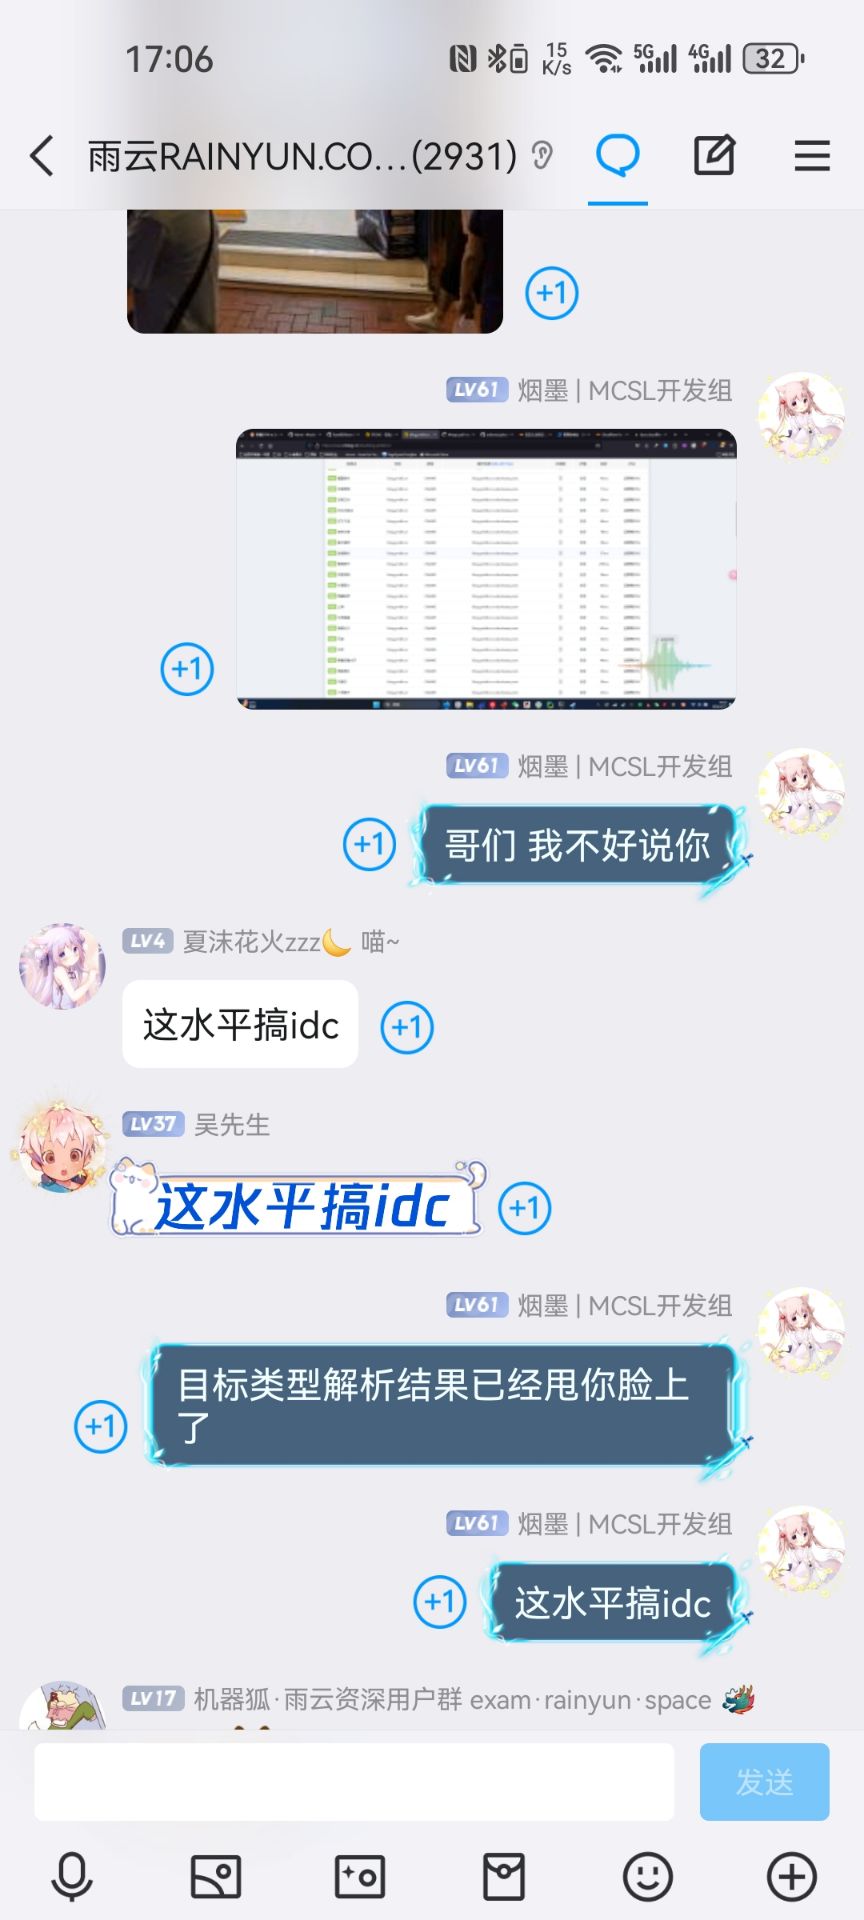 17:06
15
K/s
5G
4G
32
雨云RAINYUN.CO...(2931)
+1
LV61 烟墨 | MCSL开发组
+1
LV61 烟墨 | MCSL开发组
+1
哥们 我不好说你
LV4 夏沫花火zzz🌙 喵~
这水平搞idc
+1
LV37 吴先生
这水平搞idc
+1
LV61 烟墨 | MCSL开发组
目标类型解析结果已经甩你脸上
了
+1
LV61 烟墨 | MCSL开发组
+1
这水平搞idc
LV17 机器狐·雨云资深用户群 exam·rainyun·space 🐲
发送